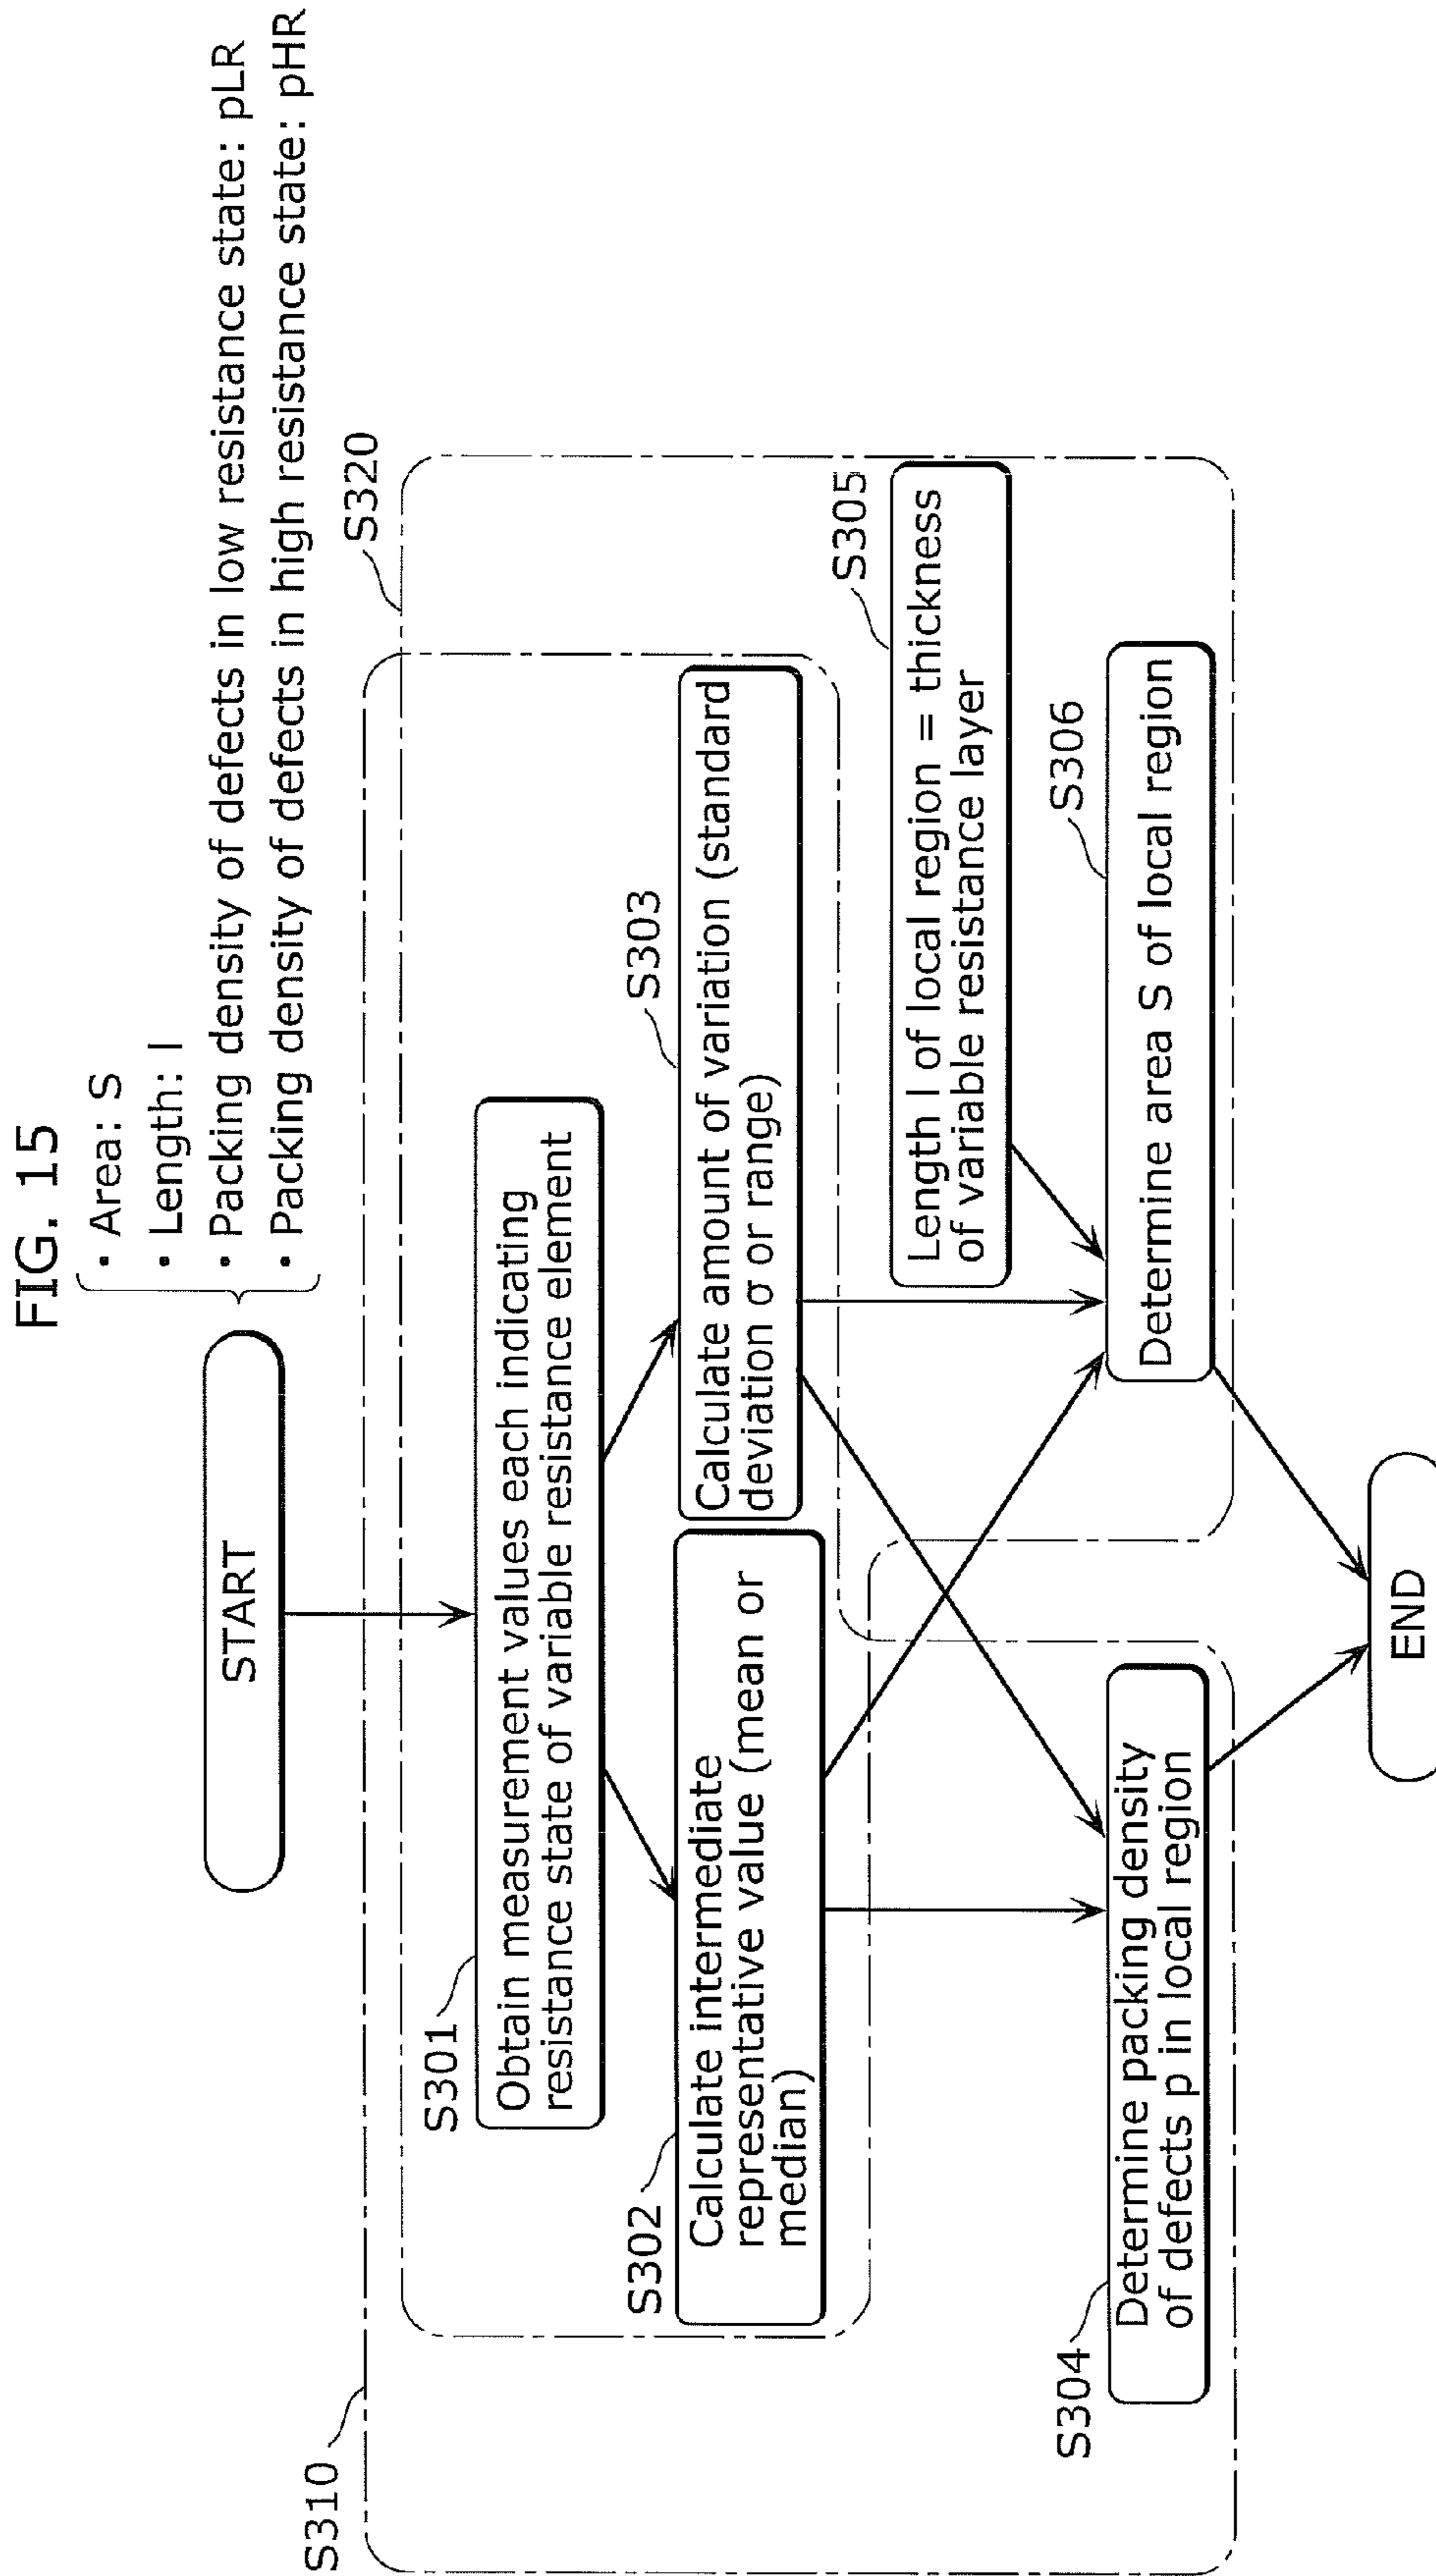 FIG. 15
START
• Area: S
• Length: l
• Packing density of defects in low resistance state: pLR
• Packing density of defects in high resistance state: pHR
S310
S320
S301
Obtain measurement values each indicating
resistance state of variable resistance element
S302
Calculate intermediate
representative value (mean or
median)
S303
Calculate amount of variation (standard
deviation σ or range)
S305
Length l of local region = thickness
of variable resistance layer
S304
Determine packing density
of defects p in local region
S306
Determine area S of local region
END